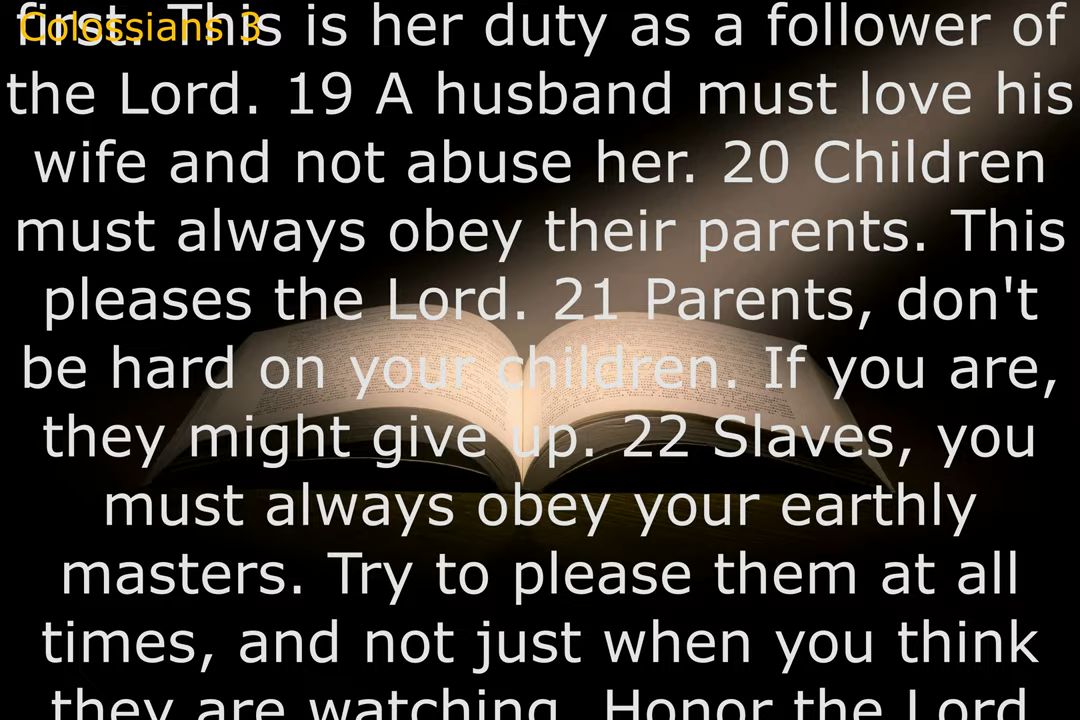 Colossians 3
first. This is her duty as a follower of
the Lord. 19 A husband must love his
wife and not abuse her. 20 Children
must always obey their parents. This
pleases the Lord. 21 Parents, don't
be hard on your children. If you are,
they might give up. 22 Slaves, you
must always obey your earthly
masters. Try to please them at all
times, and not just when you think
they are watching. Honor the Lord